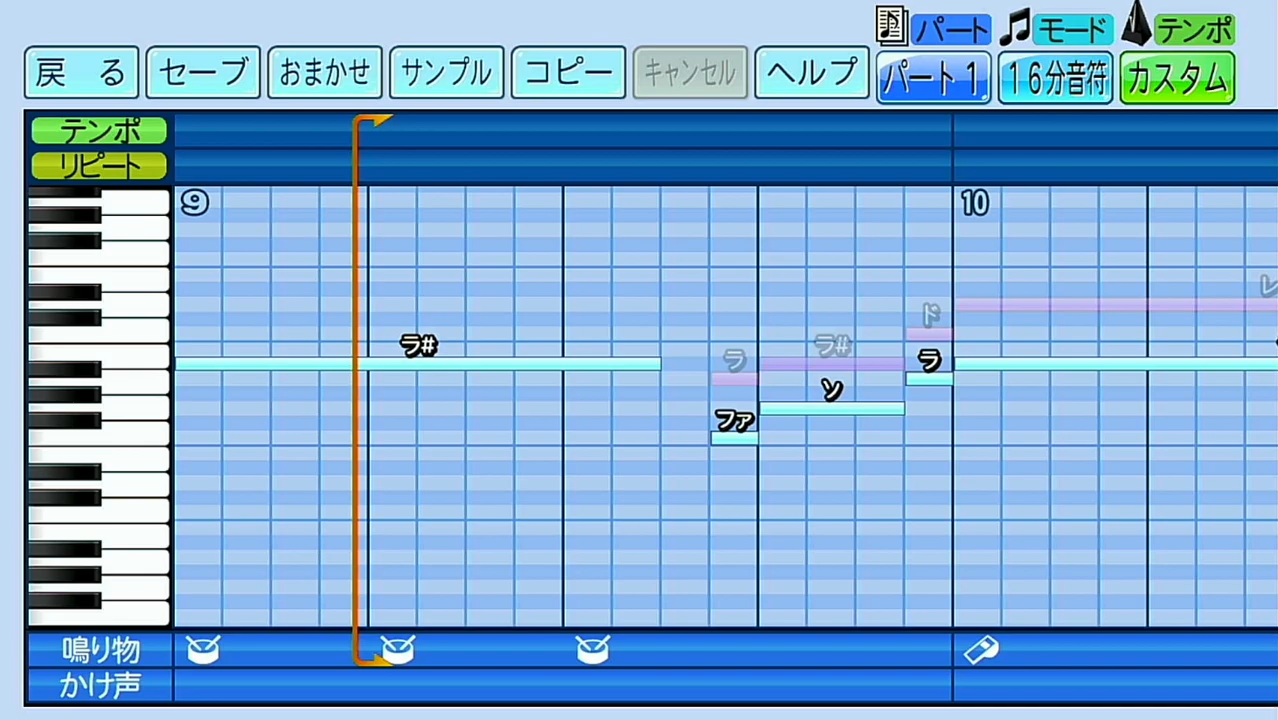 パート モード テンポ
戻る セーブ おまかせ サンプル コピー キャンセル ヘルプ パート1 16分音符 カスタム
テンポ
リピート
9 10
レ
ド
ラ# ラ#
ラ ラ
ソ
ファ
鳴り物
かけ声